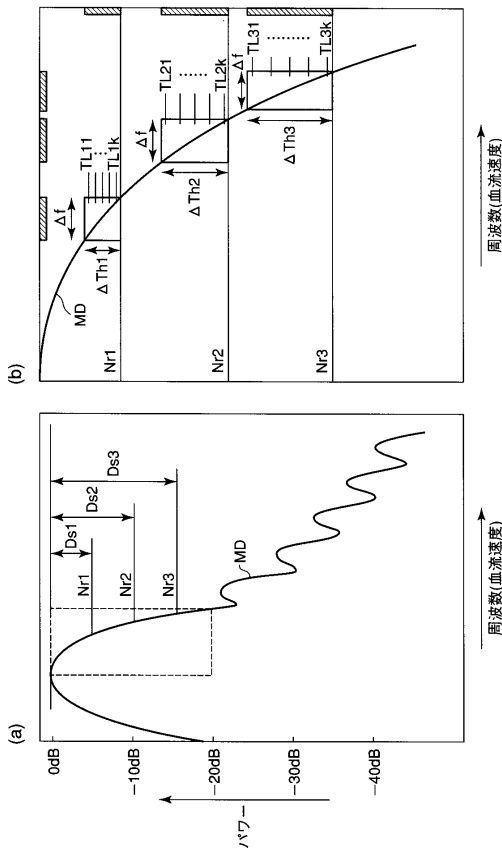 (a)
パワー
0dB
−10dB
−20dB
−30dB
−40dB
Ds1
Ds2
Ds3
Nr1
Nr2
Nr3
MD
周波数(血流速度)
(b)
MD
Δf
TL11
TL1k
ΔTh1
Nr1
Δf
TL21
TL2k
ΔTh2
Nr2
Δf
TL31
TL3k
ΔTh3
Nr3
周波数(血流速度)